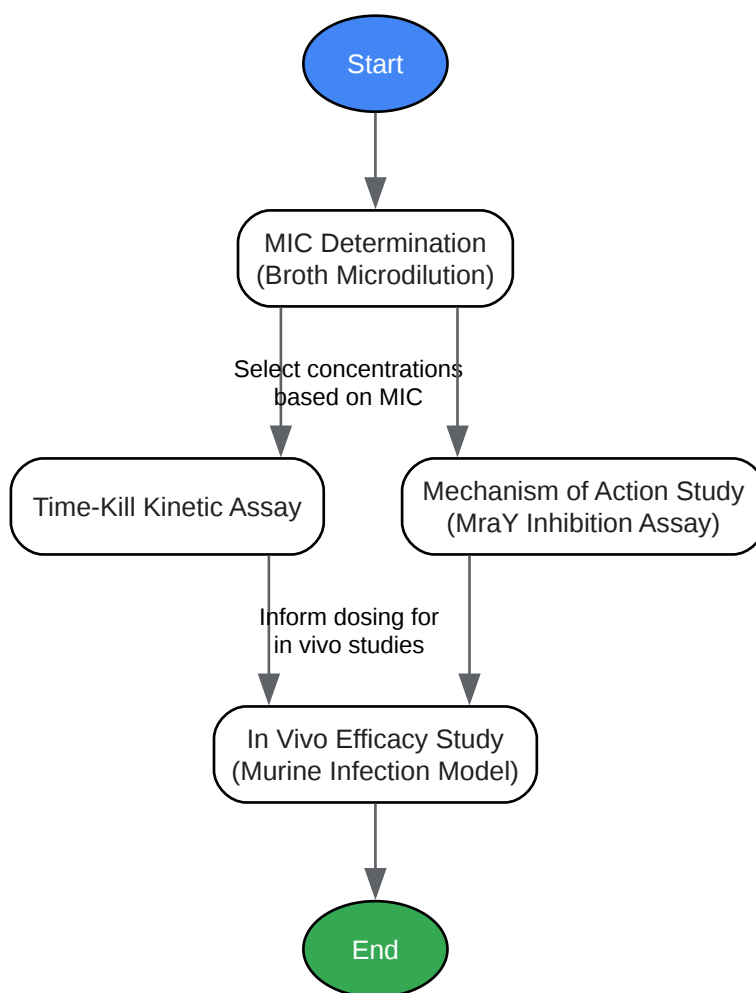 Start
MIC Determination
(Broth Microdilution)
Select concentrations
based on MIC
Time-Kill Kinetic Assay
Mechanism of Action Study
(MraY Inhibition Assay)
Inform dosing for
in vivo studies
In Vivo Efficacy Study
(Murine Infection Model)
End